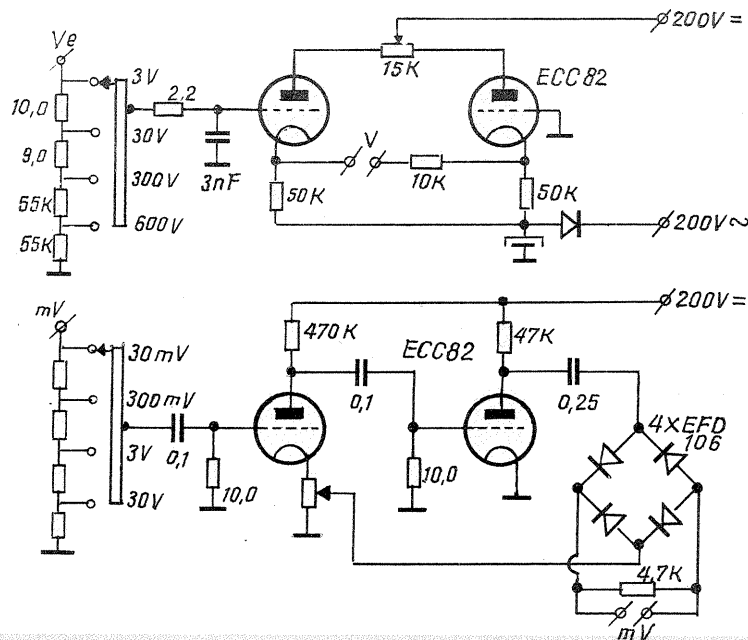 200V =
Ve
15K
ECC82
3V
2,2
10,0
30V
V
9,0
300V
3nF
10K
50K
50K
55K
600V
200V ~
55K
mV
200V =
30mV
470K
ECC82
47K
300mV
0,1
0,25
4xEFD
106
3V
0,1
10,0
10,0
30V
4,7K
mV